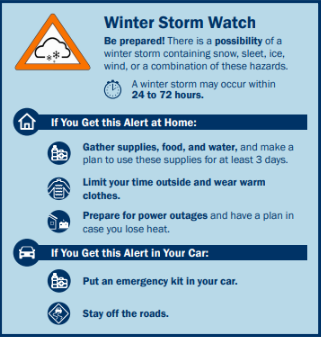 Winter Storm Watch
Be prepared! There is a possibility of a
winter storm containing snow, sleet, ice,
wind, or a combination of these hazards.
A winter storm may occur within
24 to 72 hours.
If You Get this Alert at Home:
Gather supplies, food, and water, and make a
plan to use these supplies for at least 3 days.
Limit your time outside and wear warm
clothes.
Prepare for power outages and have a plan in
case you lose heat.
If You Get this Alert in Your Car:
Put an emergency kit in your car.
Stay off the roads.